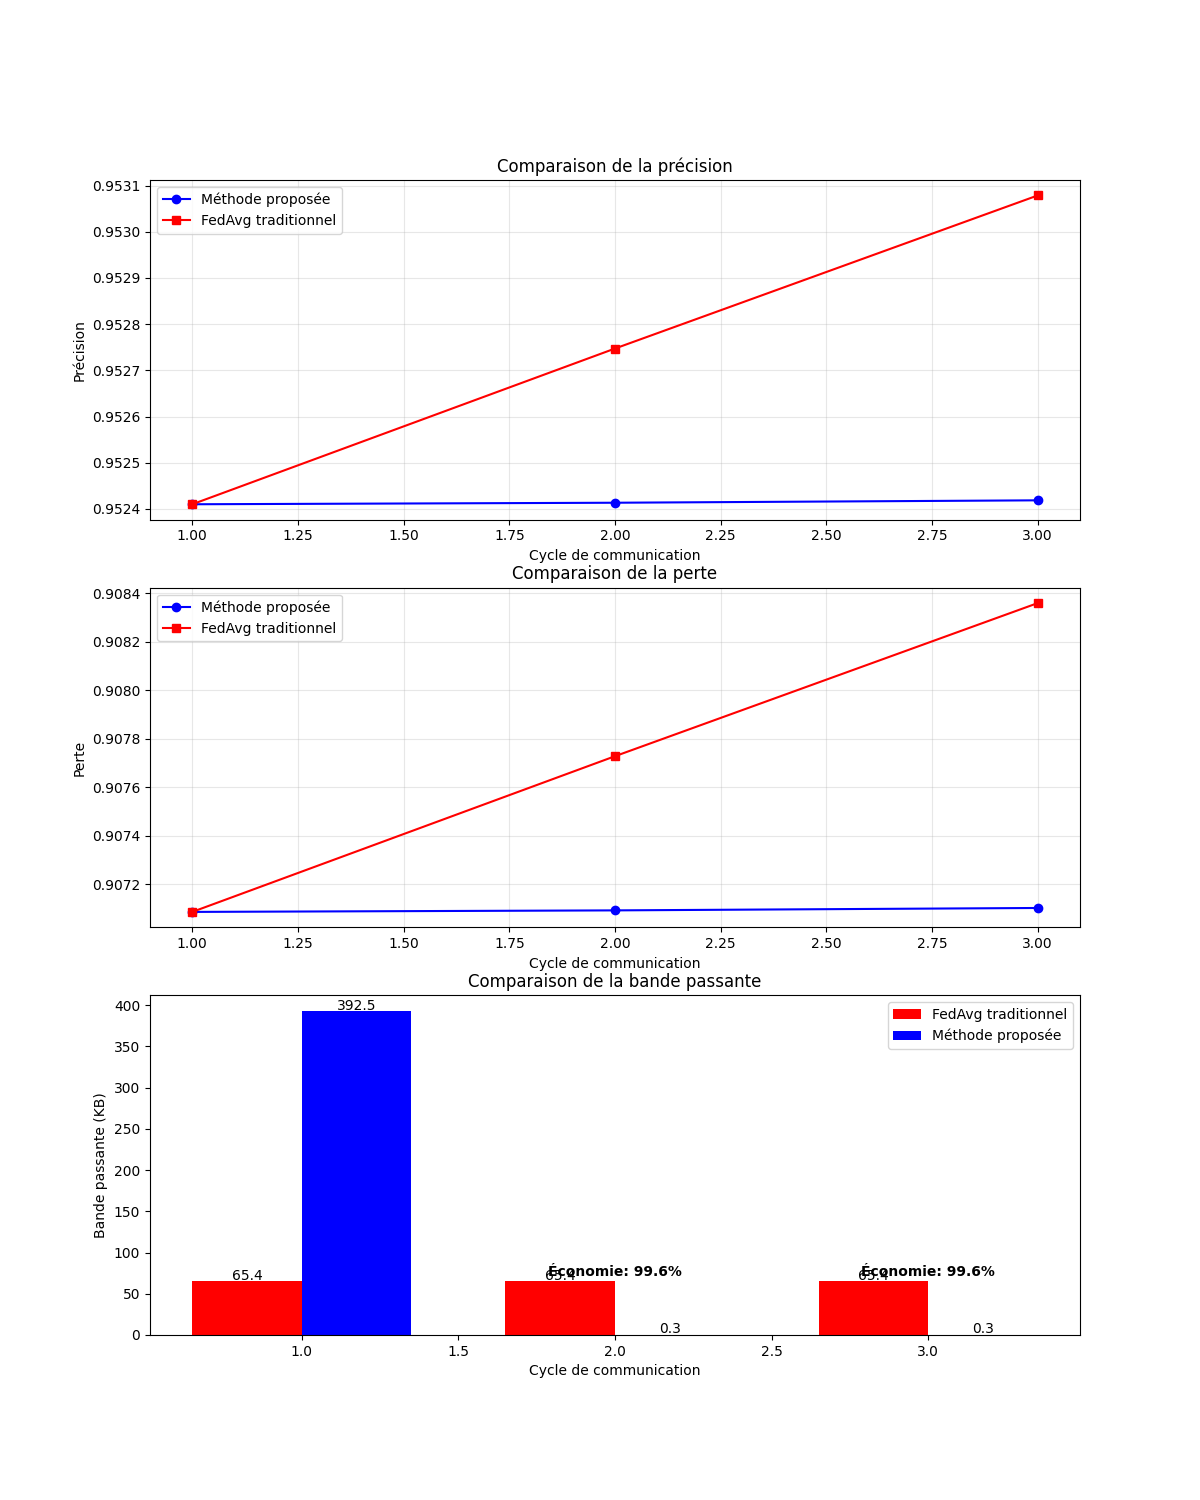 Comparaison de la précision
Méthode proposée
FedAvg traditionnel
Précision
0.9531
0.9530
0.9529
0.9528
0.9527
0.9526
0.9525
0.9524
1.00 1.25 1.50 1.75 2.00 2.25 2.50 2.75 3.00
Cycle de communication
Comparaison de la perte
Méthode proposée
FedAvg traditionnel
Perte
0.9084
0.9082
0.9080
0.9078
0.9076
0.9074
0.9072
1.00 1.25 1.50 1.75 2.00 2.25 2.50 2.75 3.00
Cycle de communication
Comparaison de la bande passante
FedAvg traditionnel
Méthode proposée
Bande passante (KB)
400
350
300
250
200
150
100
50
0
392.5
65.4
65.4
Économie: 99.6%
0.3
65.4
Économie: 99.6%
0.3
1.0 1.5 2.0 2.5 3.0
Cycle de communication